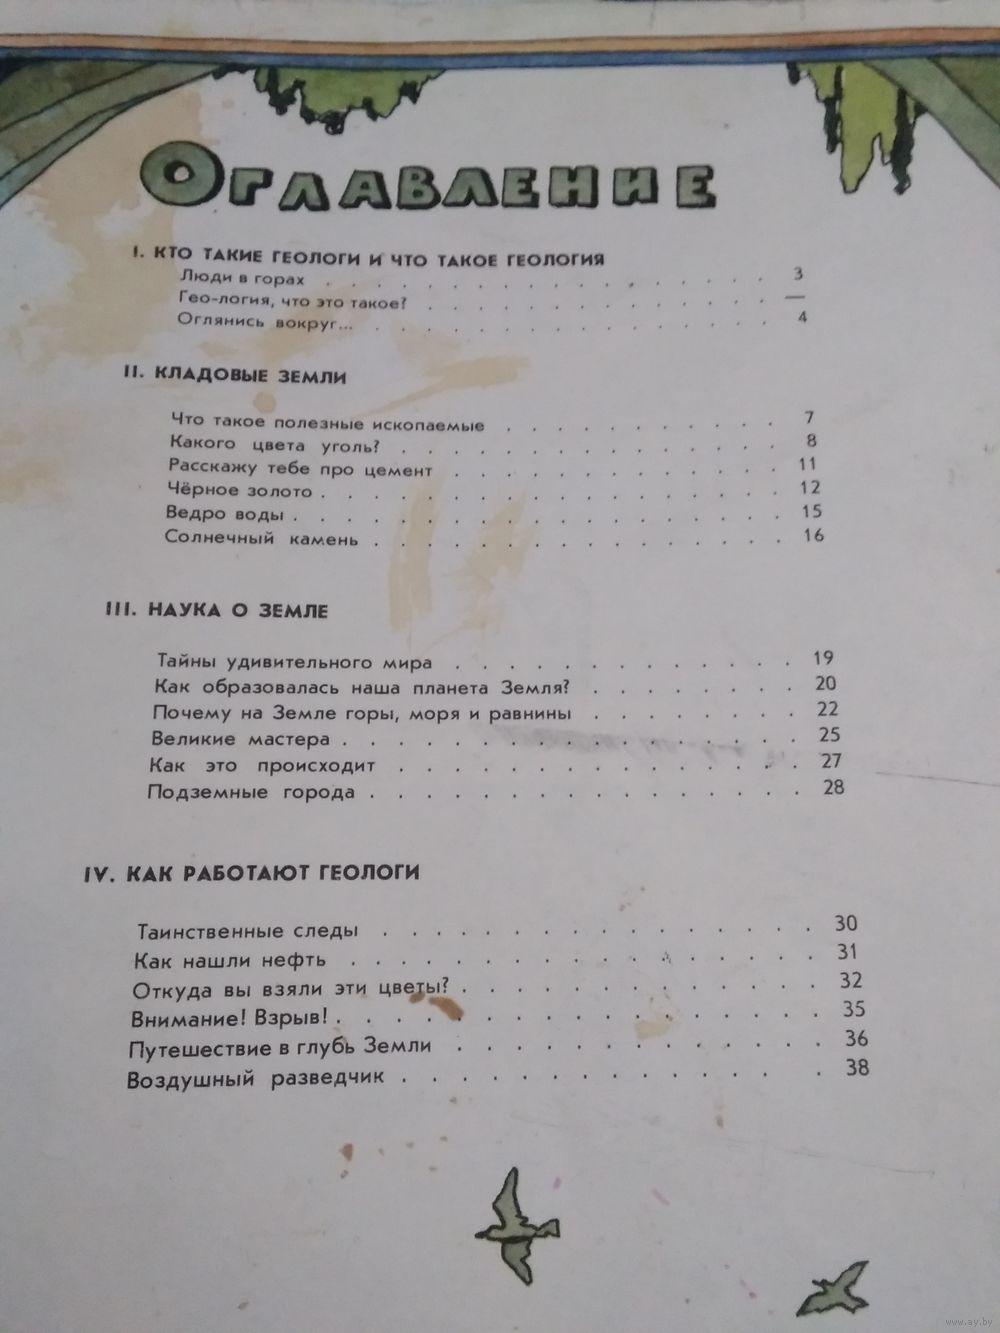 ОГЛАВЛЕНИЕ
I. КТО ТАКИЕ ГЕОЛОГИ И ЧТО ТАКОЕ ГЕОЛОГИЯ
Люди в горах . . . . . . . . . . . . . . . . 3
Гео-логия, что это такое? . . . . . . . . . . . . —
Оглянись вокруг... . . . . . . . . . . . . . . . 4
II. КЛАДОВЫЕ ЗЕМЛИ
Что такое полезные ископаемые . . . . . . . . . . 7
Какого цвета уголь? . . . . . . . . . . . . . . 8
Расскажу тебе про цемент . . . . . . . . . . . . 11
Чёрное золото . . . . . . . . . . . . . . . . . 12
Ведро воды . . . . . . . . . . . . . . . . . . 15
Солнечный камень . . . . . . . . . . . . . . . . 16
III. НАУКА О ЗЕМЛЕ
Тайны удивительного мира . . . . . . . . . . . . . 19
Как образовалась наша планета Земля? . . . . . . . . 20
Почему на Земле горы, моря и равнины . . . . . . . . 22
Великие мастера . . . . . . . . . . . . . . . . . 25
Как это происходит . . . . . . . . . . . . . . . 27
Подземные города . . . . . . . . . . . . . . . . 28
IV. КАК РАБОТАЮТ ГЕОЛОГИ
Таинственные следы . . . . . . . . . . . . . . . 30
Как нашли нефть . . . . . . . . . . . . . . . . 31
Откуда вы взяли эти цветы? . . . . . . . . . . . . . 32
Внимание! Взрыв! . . . . . . . . . . . . . . . . . 35
Путешествие в глубь Земли . . . . . . . . . . . . . 36
Воздушный разведчик . . . . . . . . . . . . . . 38
www.ay.by